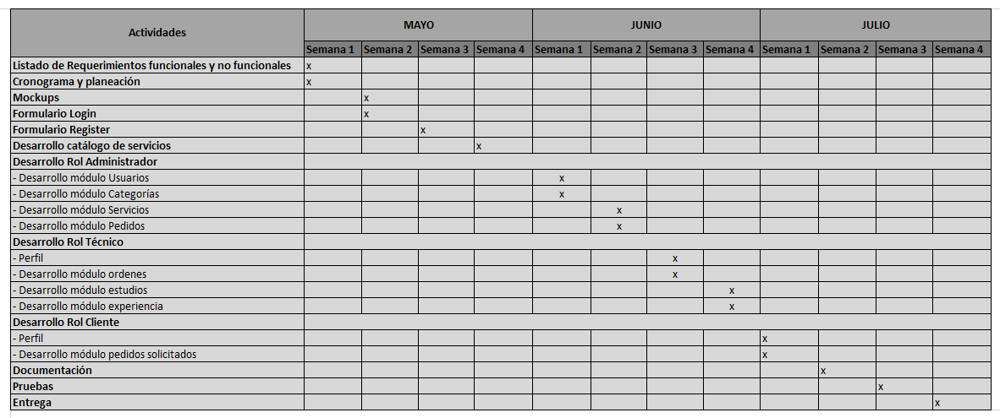 Actividades MAYO JUNIO JULIO
Semana 1 Semana 2 Semana 3 Semana 4 Semana 1 Semana 2 Semana 3 Semana 4 Semana 1 Semana 2 Semana 3 Semana 4
Listado de Requerimientos funcionales y no funcionales x
Cronograma y planeación x
Mockups x
Formulario Login x
Formulario Register x
Desarrollo catálogo de servicios x
Desarrollo Rol Administrador
- Desarrollo módulo Usuarios x
- Desarrollo módulo Categorías x
- Desarrollo módulo Servicios x
- Desarrollo módulo Pedidos x
Desarrollo Rol Técnico
- Perfil x
- Desarrollo módulo ordenes x
- Desarrollo módulo estudios x
- Desarrollo módulo experiencia x
Desarrollo Rol Cliente
- Perfil x
- Desarrollo módulo pedidos solicitados x
Documentación x
Pruebas x
Entrega x